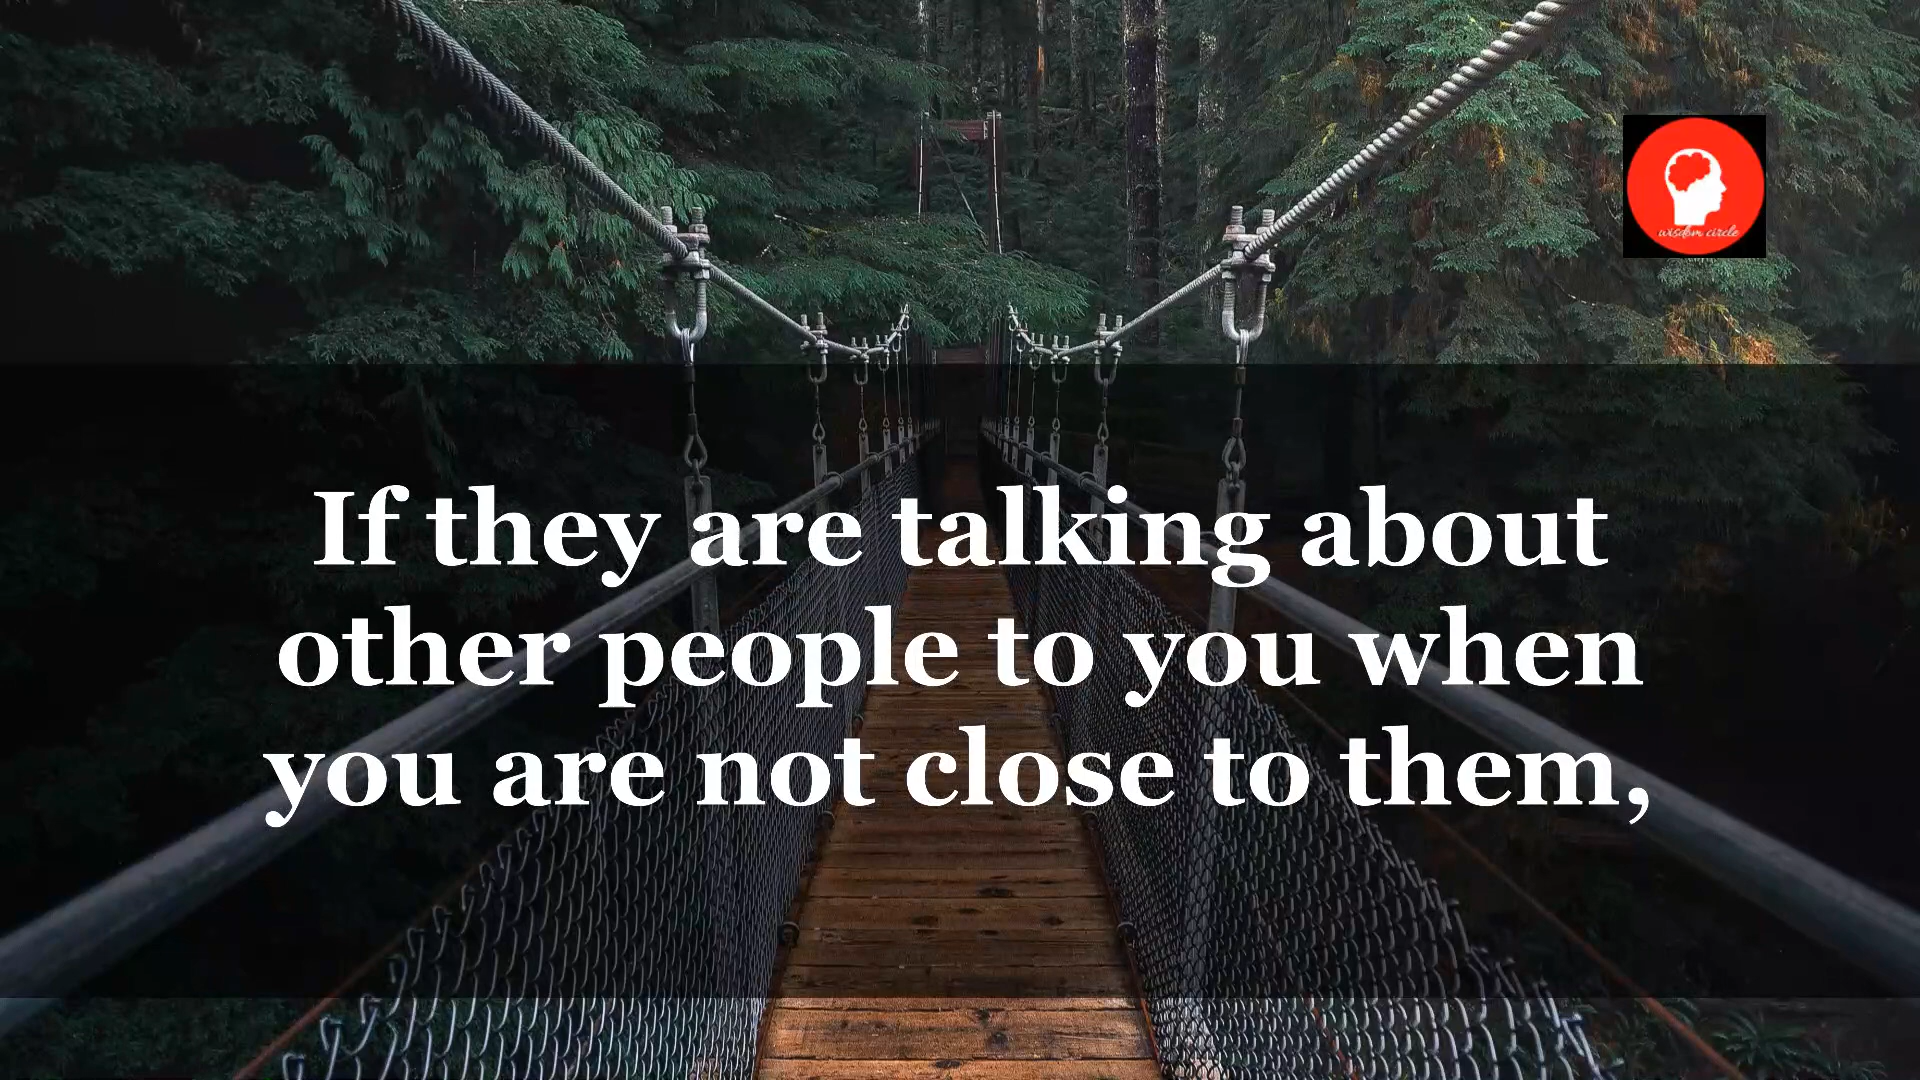 wisdom circle
If they are talking about
other people to you when
you are not close to them,